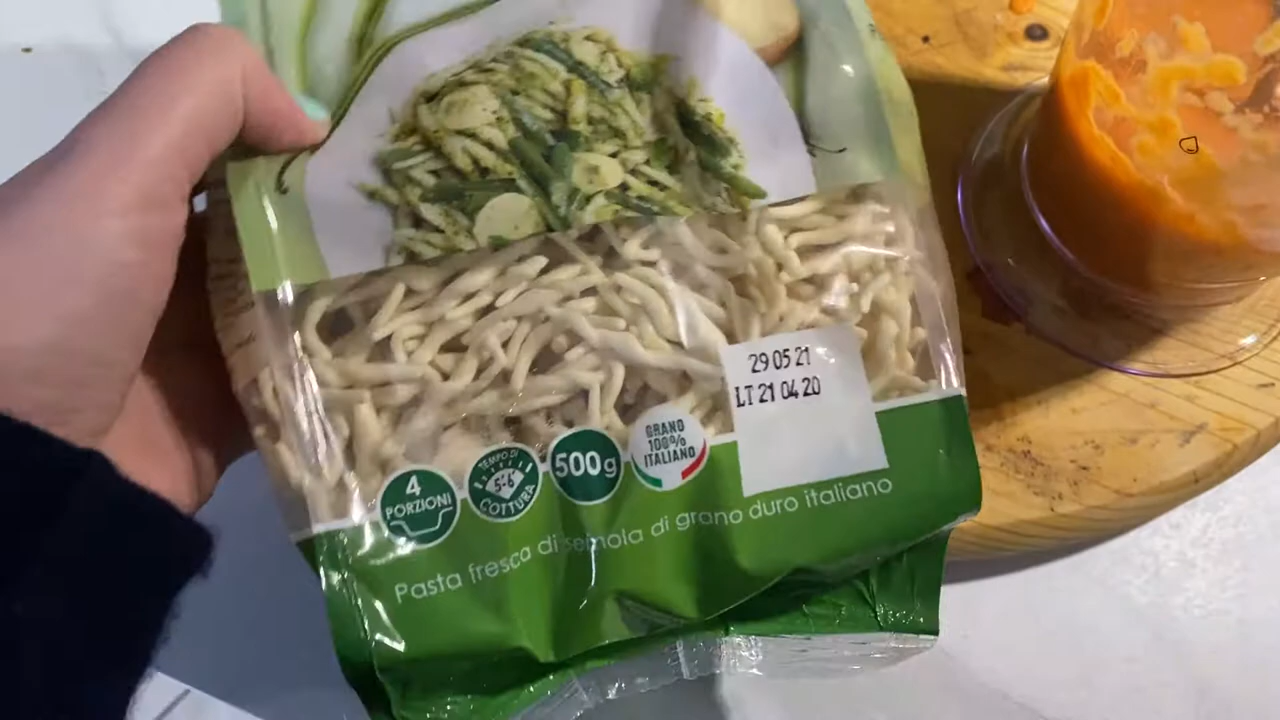 29 05 21
LT 21 04 20
4
PORZIONI
TEMPO DI
5-6
COTTURA
500g
GRANO
100%
ITALIANO
Pasta fresca di semola di grano duro italiano